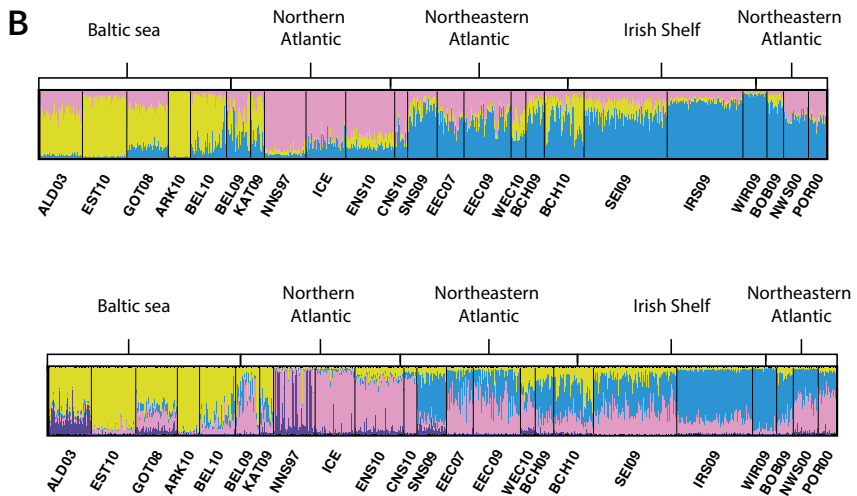 B
Baltic sea
Northern
Atlantic
Northeastern
Atlantic
Irish Shelf
Northeastern
Atlantic
ALD03
EST10
GOT08
ARK10
BEL10
BEL09
KAT09
NNS97
ICE
ENS10
CNS10
SNS09
EEC07
EEC09
WEC10
BCH09
BCH10
SEI09
IRS09
WIR09
BOB09
NWS00
POR00
Baltic sea
Northern
Atlantic
Northeastern
Atlantic
Irish Shelf
Northeastern
Atlantic
ALD03
EST10
GOT08
ARK10
BEL10
BEL09
KAT09
NNS97
ICE
ENS10
CNS10
SNS09
EEC07
EEC09
WEC10
BCH09
BCH10
SEI09
IRS09
WIR09
BOB09
NWS00
POR00